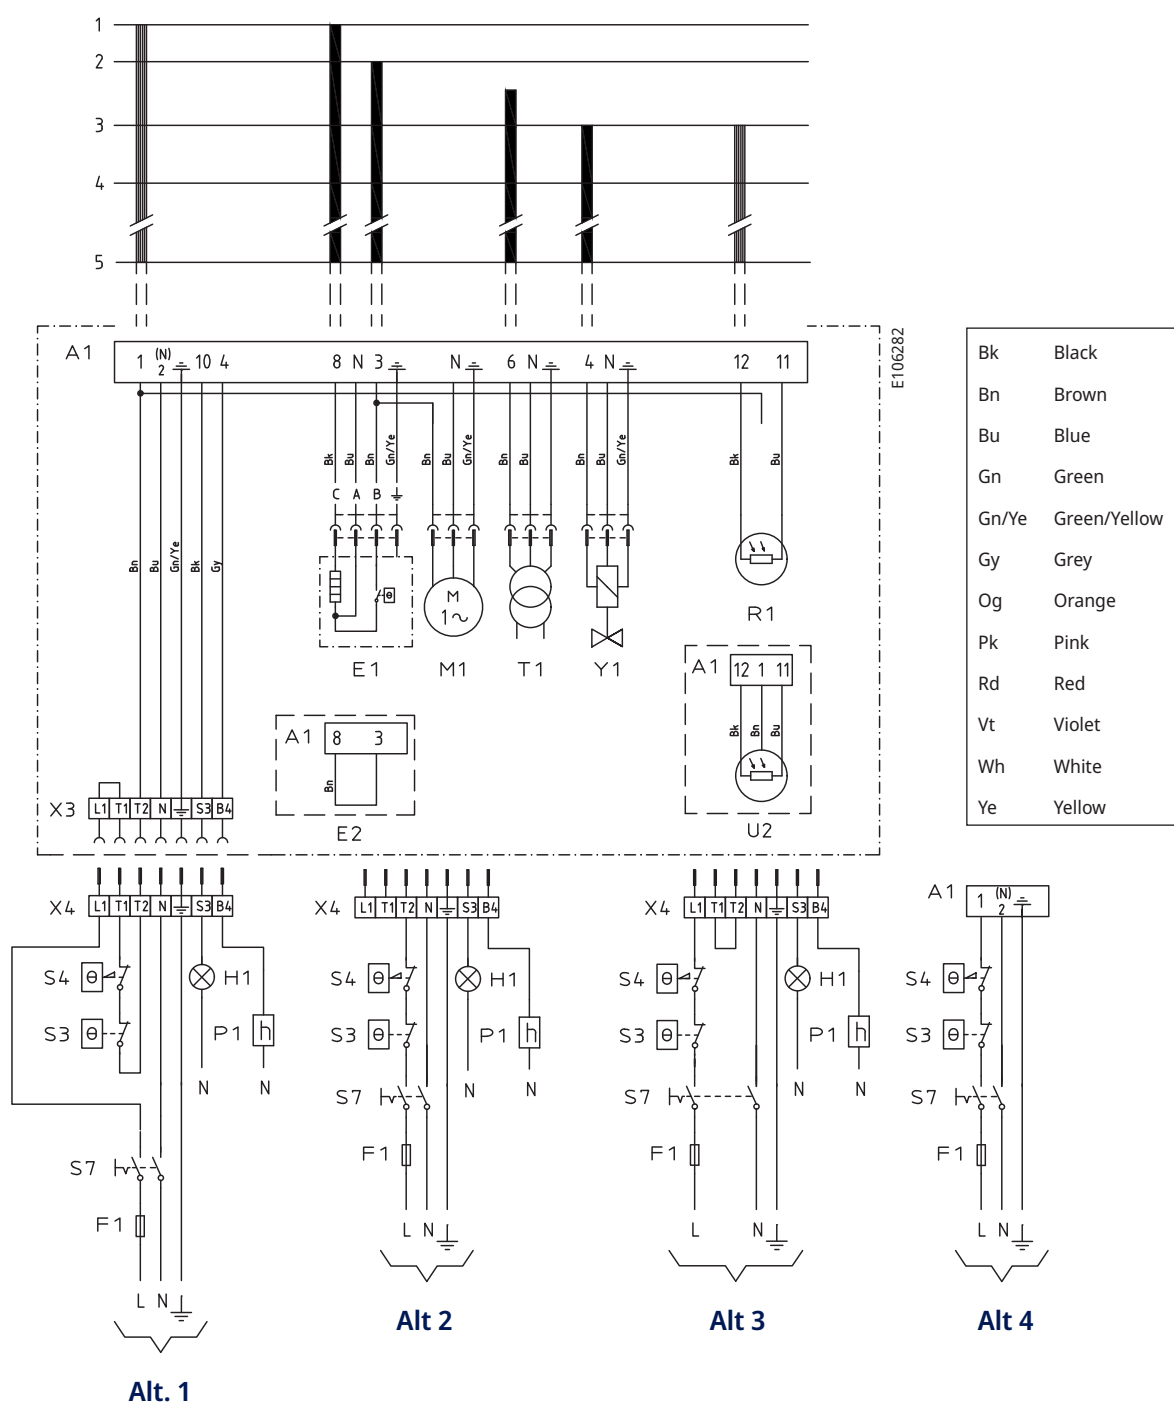 1
2
3
4
5
A1 1 (N) 2 10 4 8 N 3 N 6 N 4 N 12 11
E106282
Bk Black
Bn Brown
Bu Blue
Gn Green
Gn/Ye Green/Yellow
Gy Grey
Og Orange
Pk Pink
Rd Red
Vt Violet
Wh White
Ye Yellow
Bk Bu Bn Gn/Ye Bn Bu Gn/Ye Bn Bu Bk Bu Gn/Ye Bk Bu
C A B
Bn Bu Gn/Ye Bk Gy
θ
M
1~
E1 M1 T1 Y1 R1
A1 12 1 11
Bk Bn Bu
U2
A1 8 3
Bn
E2
X3 L1 T1 T2 N S3 B4
X4 L1 T1 T2 N S3 B4
S4 θ H1
S3 θ P1 h
N N
S7
F1
L N
Alt. 1
X4 L1 T1 T2 N S3 B4
S4 θ H1
S3 θ P1 h
N N
S7
F1
L N
Alt 2
X4 L1 T1 T2 N S3 B4
S4 θ H1
S3 θ P1 h
N N
S7
F1
L N
Alt 3
A1 1 (N) 2
S4 θ
S3 θ
S7
F1
L N
Alt 4